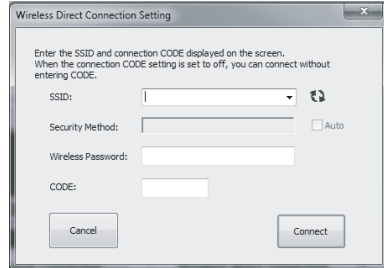 Wireless Direct Connection Setting
Enter the SSID and connection CODE displayed on the screen.
When the connection CODE setting is set to off, you can connect without
entering CODE.
SSID:
Security Method:
Auto
Wireless Password:
CODE:
Cancel
Connect